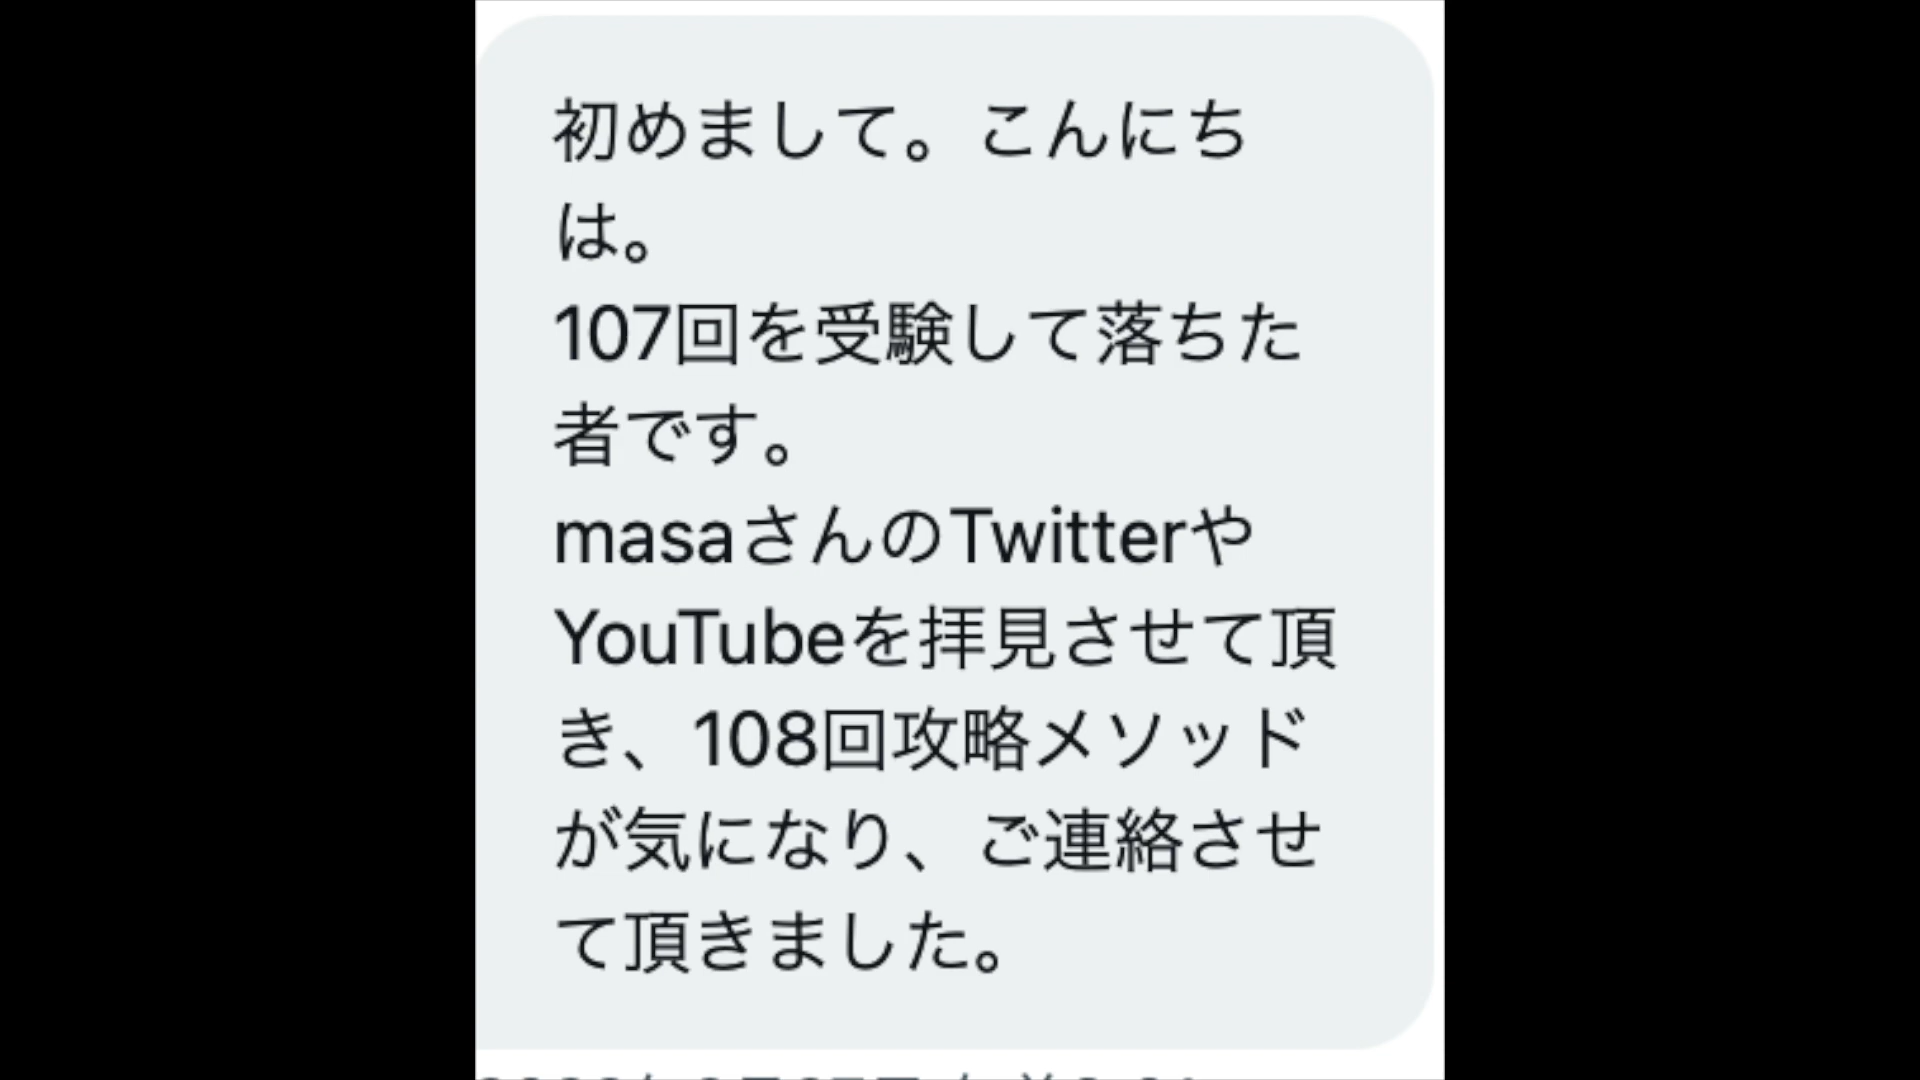 初めまして。こんにち
は。
107回を受験して落ちた
者です。
masaさんのTwitterや
YouTubeを拝見させて頂
き、108回攻略メソッド
が気になり、ご連絡させ
て頂きました。